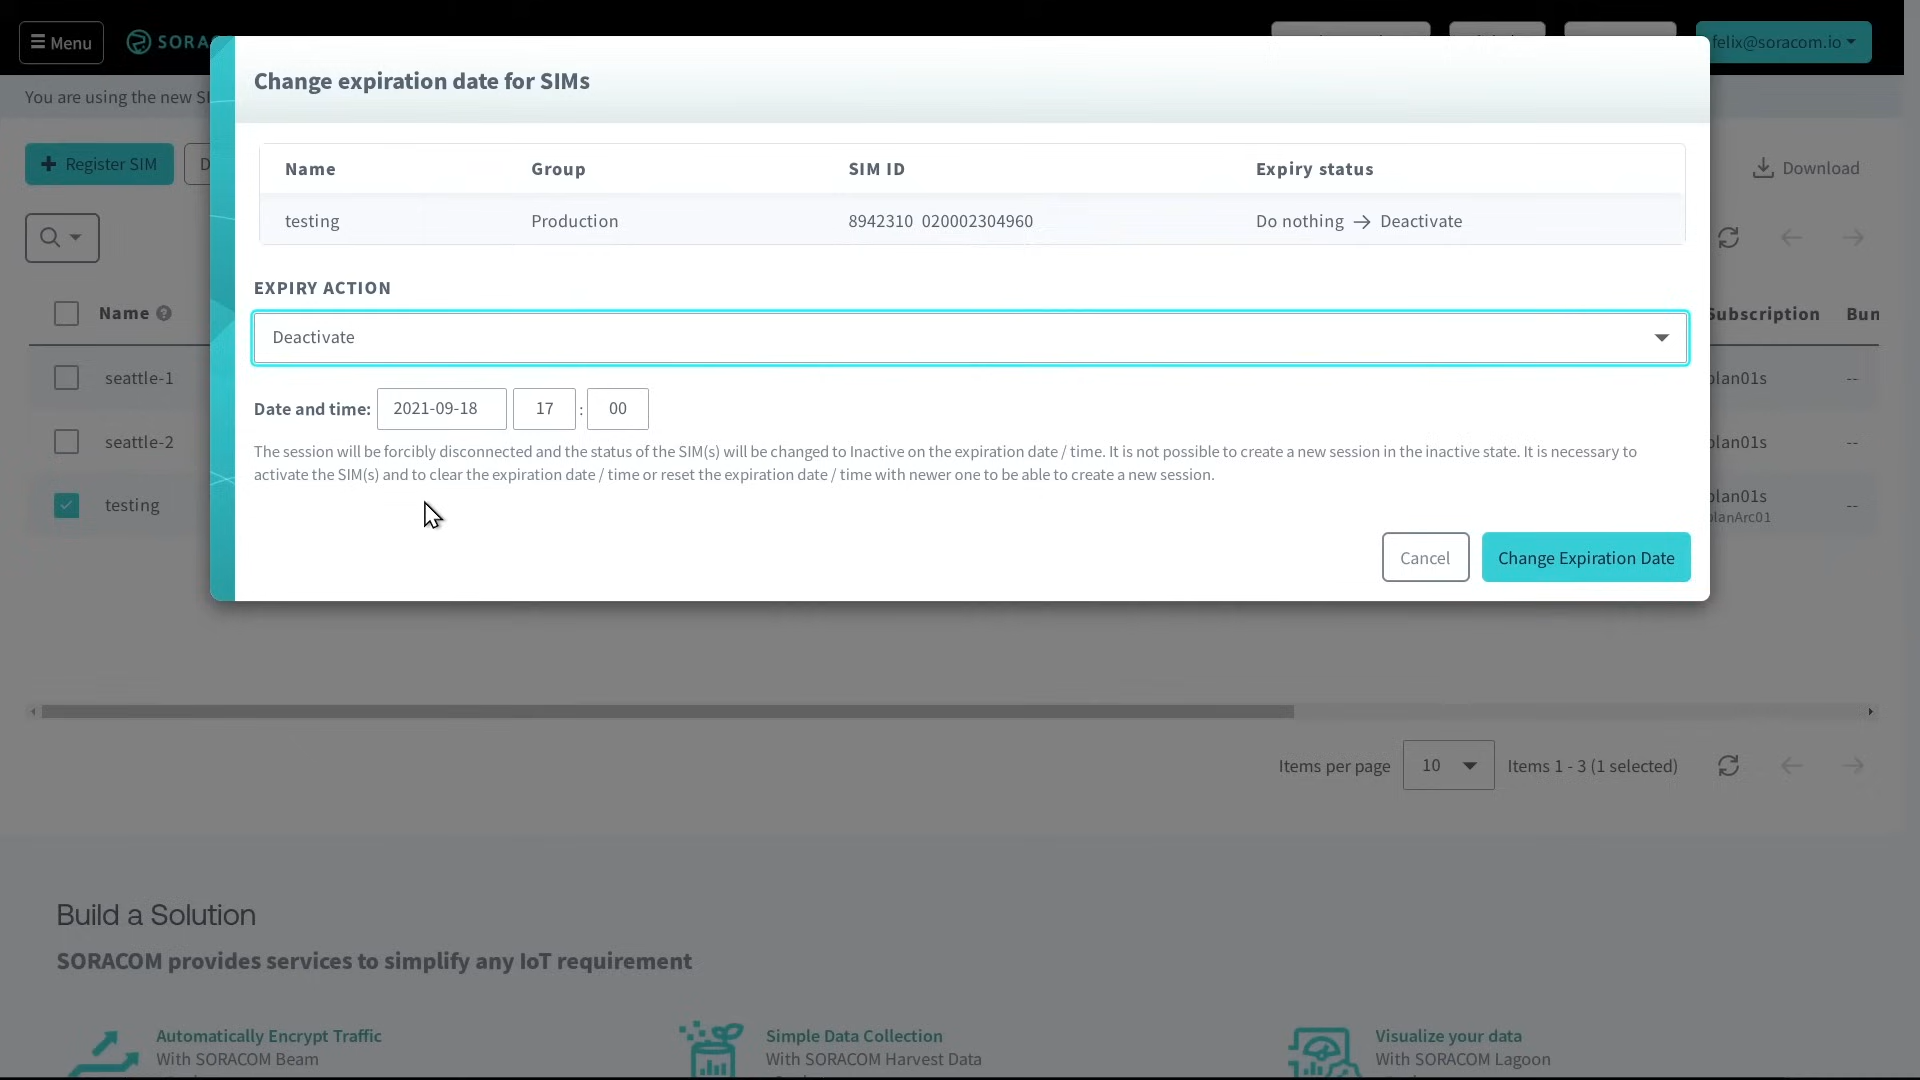 Menu
SORA
felix@soracom.io
You are using the new SI
Change expiration date for SIMs
Name Group SIM ID Expiry status
testing Production 8942310 020002304960 Do nothing → Deactivate
EXPIRY ACTION
Deactivate
Date and time: 2021-09-18 17 : 00
The session will be forcibly disconnected and the status of the SIM(s) will be changed to Inactive on the expiration date / time. It is not possible to create a new session in the inactive state. It is necessary to
activate the SIM(s) and to clear the expiration date / time or reset the expiration date / time with newer one to be able to create a new session.
Cancel Change Expiration Date
+ Register SIM D
Download
Name Subscription Bun
seattle-1 plan01s --
seattle-2 plan01s --
testing plan01s --
planArc01
Items per page 10 Items 1 - 3 (1 selected)
Build a Solution
SORACOM provides services to simplify any IoT requirement
Automatically Encrypt Traffic
With SORACOM Beam
Simple Data Collection
With SORACOM Harvest Data
Visualize your data
With SORACOM Lagoon